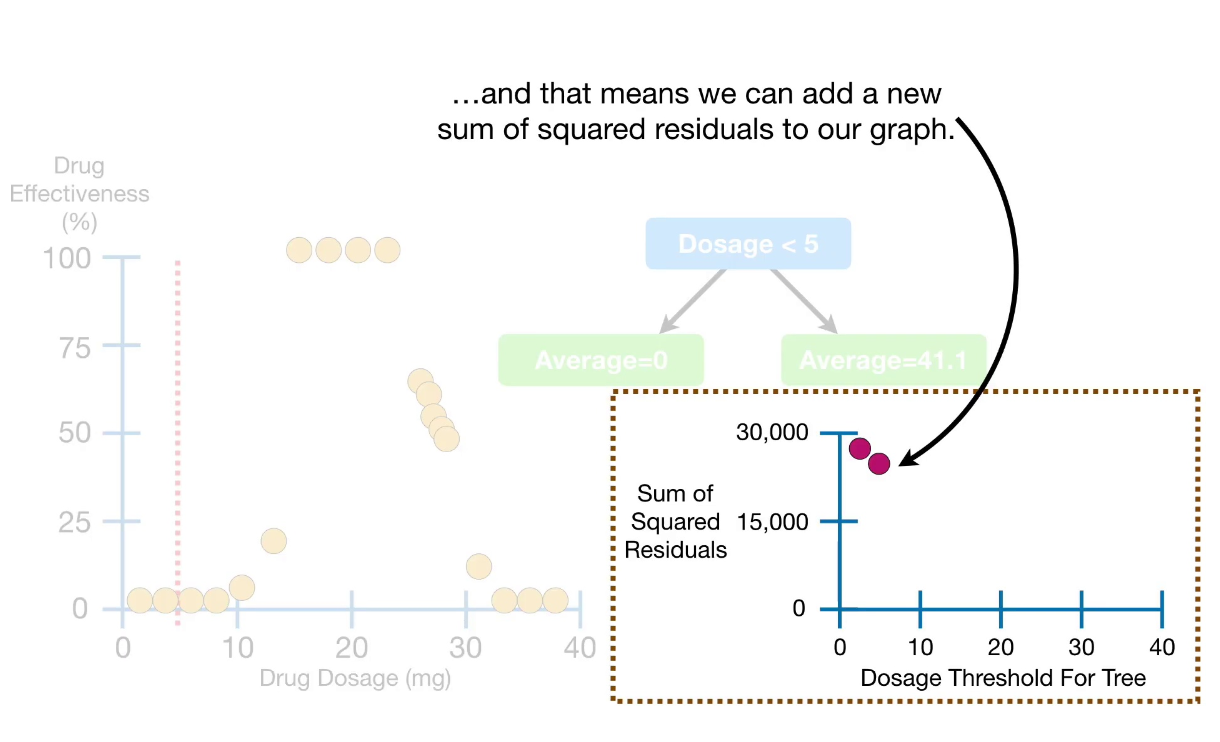 …and that means we can add a new
sum of squared residuals to our graph.
Drug
Effectiveness
(%)
100
75
50
25
0
0 10 20 30 40
Drug Dosage (mg)
Dosage < 5
Average=0
Average=41.1
Sum of
Squared
Residuals
30,000
15,000
0
0 10 20 30 40
Dosage Threshold For Tree